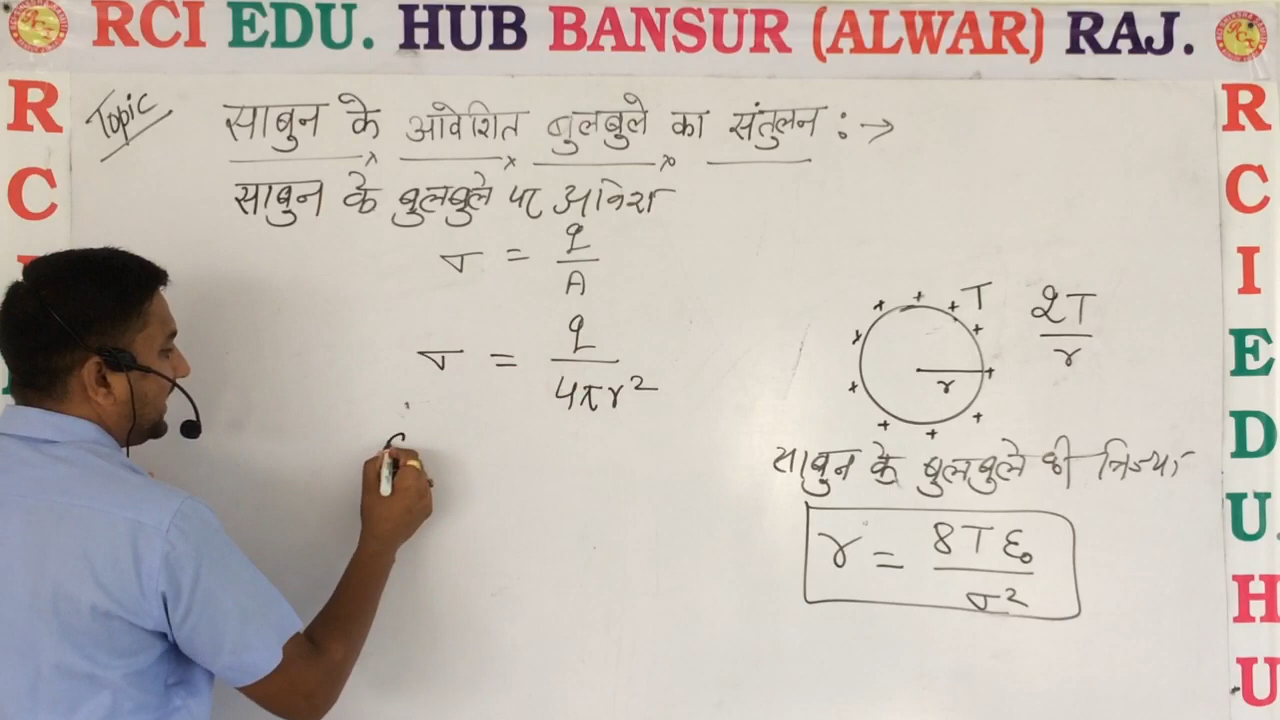 RCI EDU. HUB BANSUR (ALWAR) RAJ.
R
C
I
R
C
I
E
D
U.
H
U
Topic
साबुन के आवेशित बुलबुले का संतुलन :→
साबुन के बुलबुले पर आवेश
σ = q/A
σ = q/4πr²
T
2T/r
+ + + + + + + + + + +
r
साबुन के बुलबुले की त्रिज्या
r = 8Tε₀/σ²